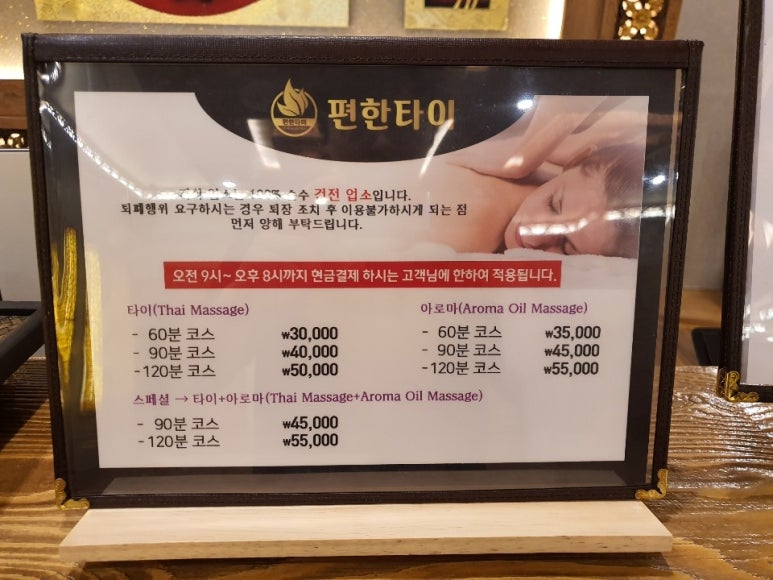 편한타이
편한타이
업소는 100% 순수 건전 업소입니다.
퇴폐행위 요구하시는 경우 퇴장 조치 후 이용불가하시게 되는 점
먼저 양해 부탁드립니다.
오전 9시~ 오후 8시까지 현금결제 하시는 고객님에 한하여 적용됩니다.
타이(Thai Massage)
- 60분 코스 ₩30,000
- 90분 코스 ₩40,000
-120분 코스 ₩50,000
아로마(Aroma Oil Massage)
- 60분 코스 ₩35,000
- 90분 코스 ₩45,000
-120분 코스 ₩55,000
스페셜 → 타이+아로마(Thai Massage+Aroma Oil Massage)
- 90분 코스 ₩45,000
-120분 코스 ₩55,000